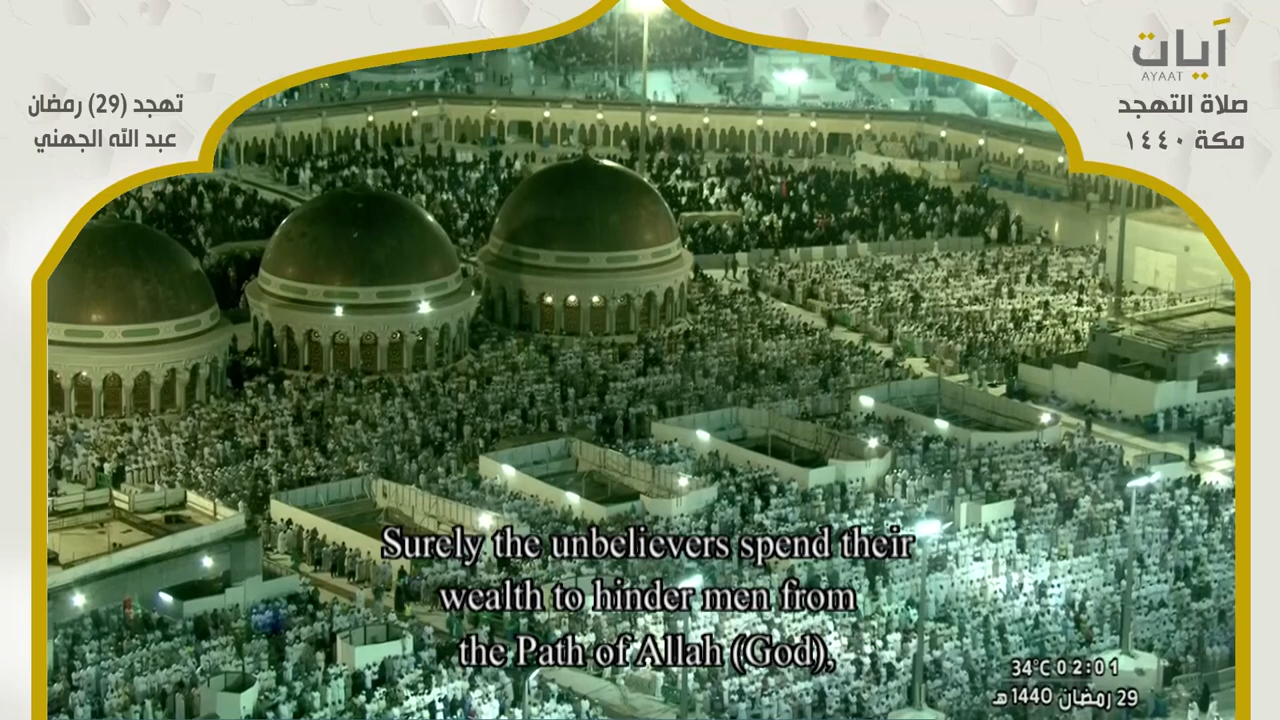 آيات
AYAAT
صلاة التهجد
مكة ١٤٤٠
تهجد (29) رمضان
عبد الله الجهني
Surely the unbelievers spend their
wealth to hinder men from
the Path of Allah (God),
34°C 02:01
29 رمضان 1440هـ